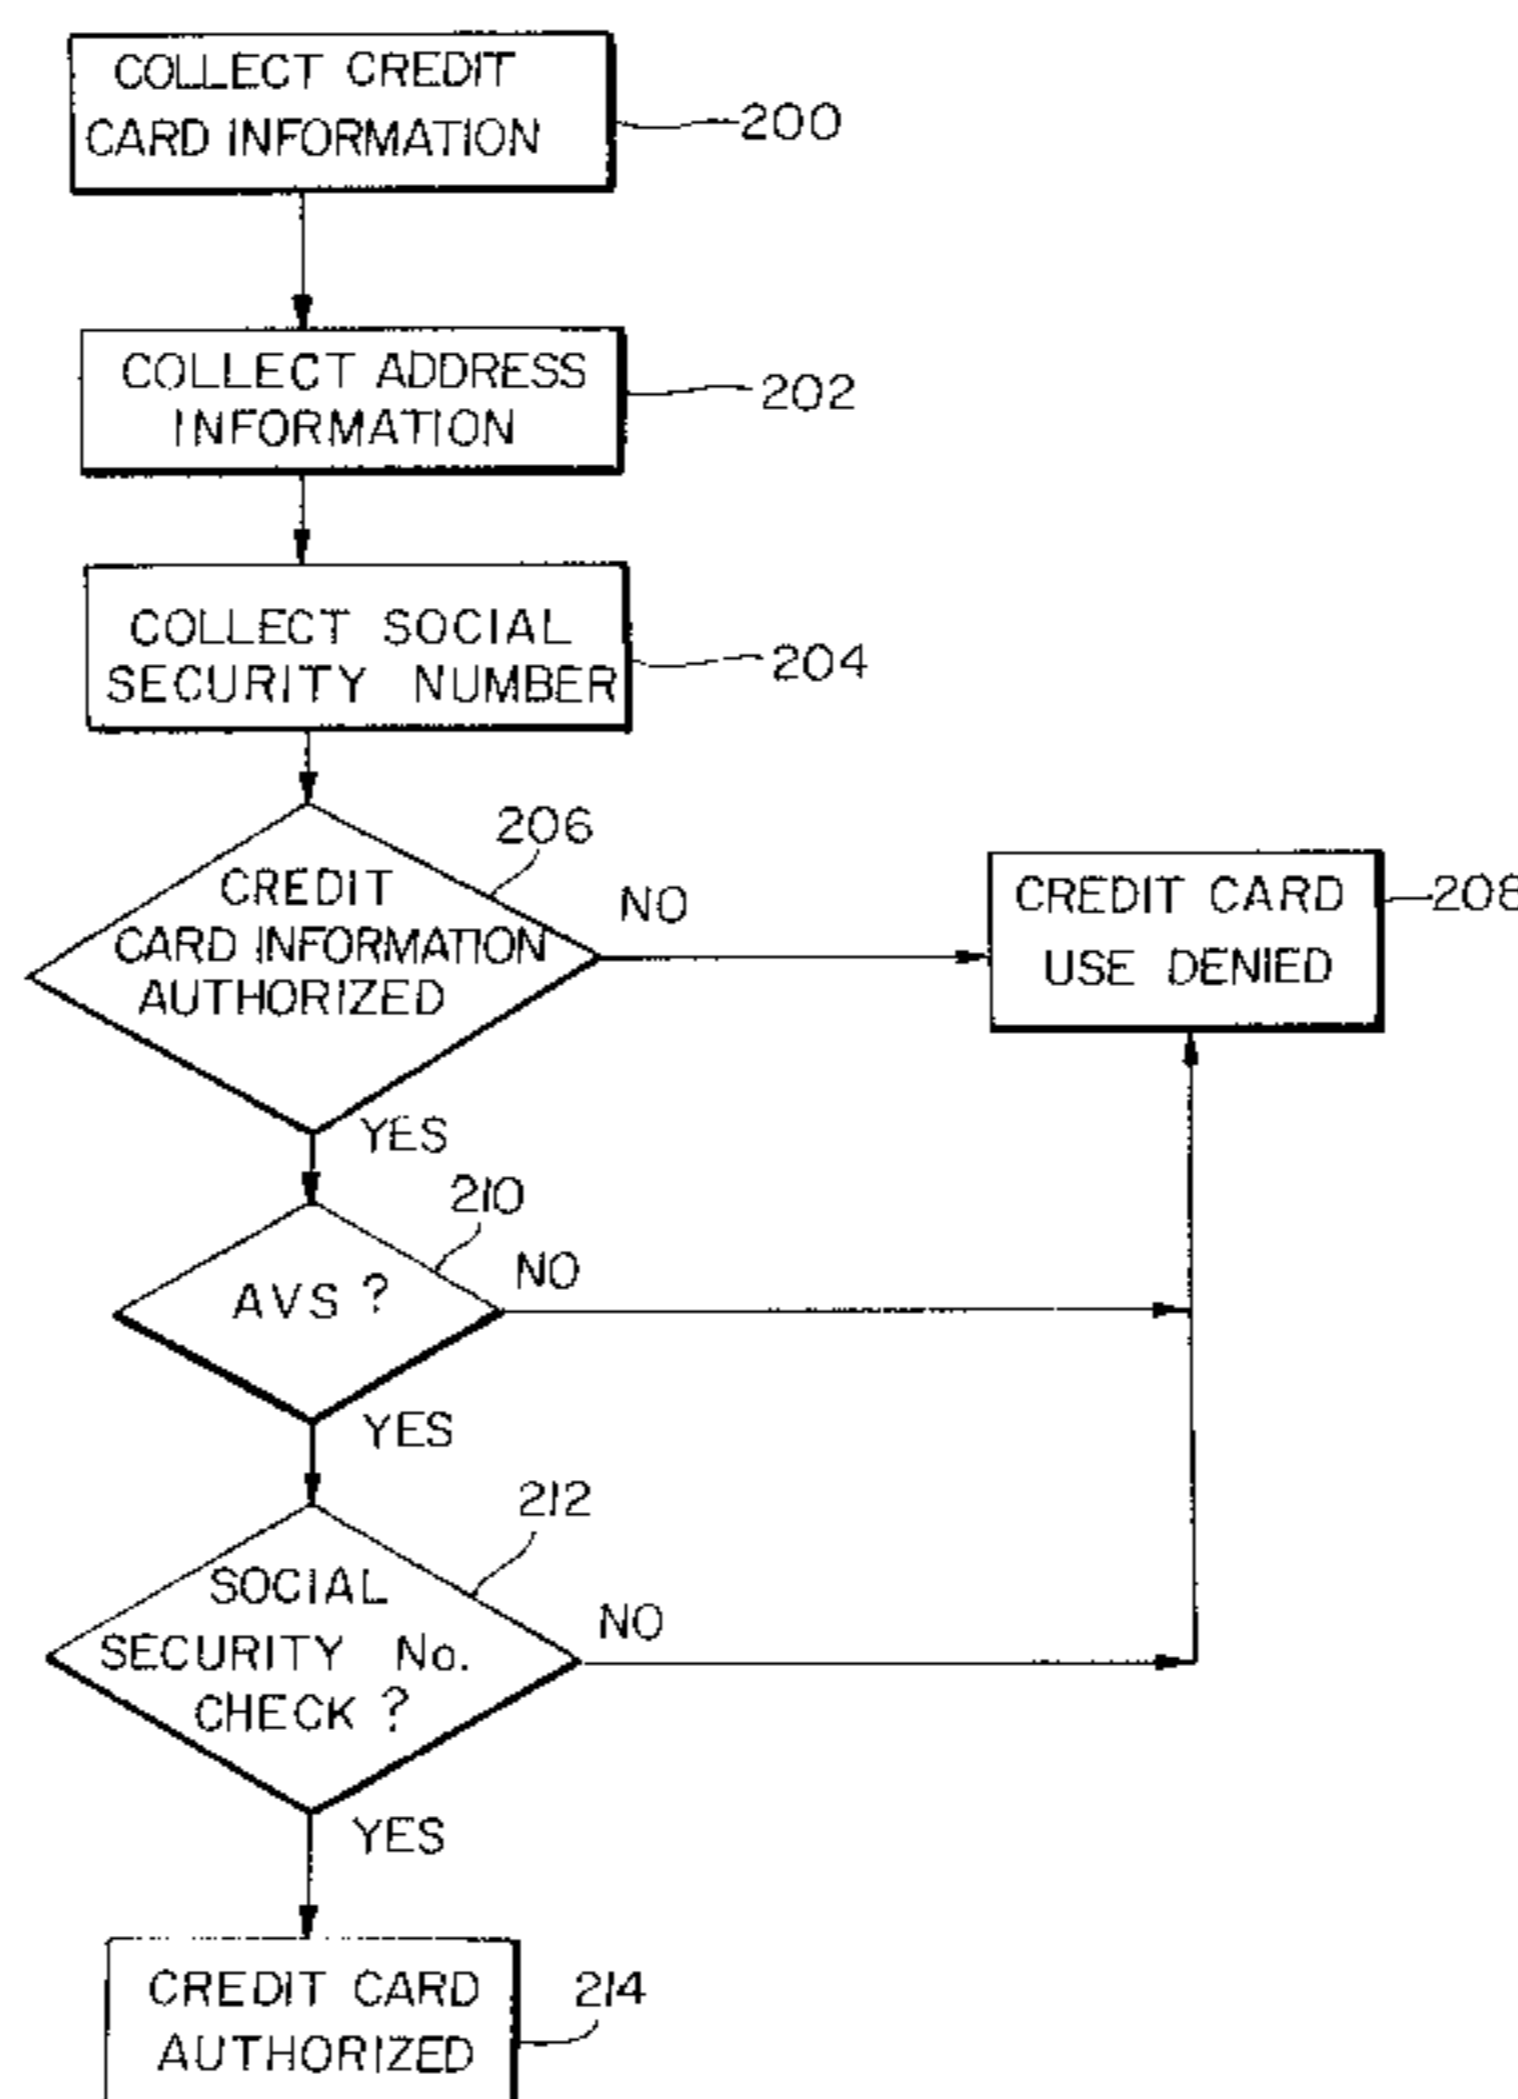 COLLECT CREDIT
CARD INFORMATION
200
COLLECT ADDRESS
INFORMATION
202
COLLECT SOCIAL
SECURITY NUMBER
204
206
CREDIT
CARD INFORMATION
AUTHORIZED
NO
CREDIT CARD
USE DENIED
208
YES
210
AVS ?
NO
YES
212
SOCIAL
SECURITY No.
CHECK ?
NO
YES
CREDIT CARD
AUTHORIZED
214